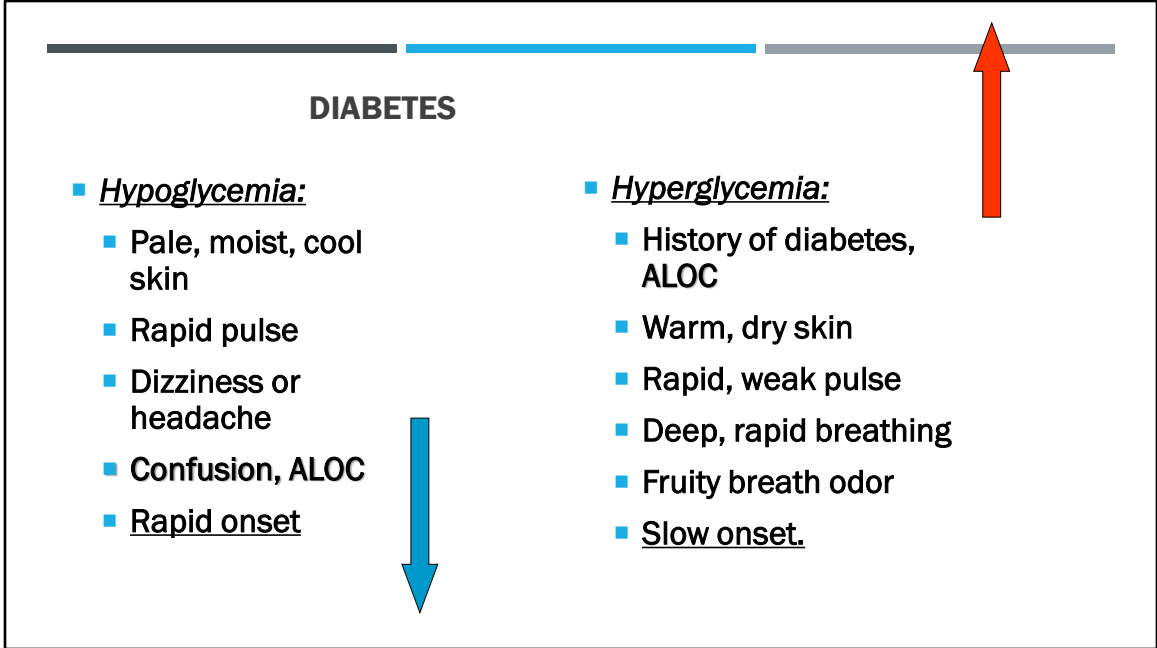 DIABETES
Hypoglycemia:
Pale, moist, cool
skin
Rapid pulse
Dizziness or
headache
Confusion, ALOC
Rapid onset
Hyperglycemia:
History of diabetes,
ALOC
Warm, dry skin
Rapid, weak pulse
Deep, rapid breathing
Fruity breath odor
Slow onset.